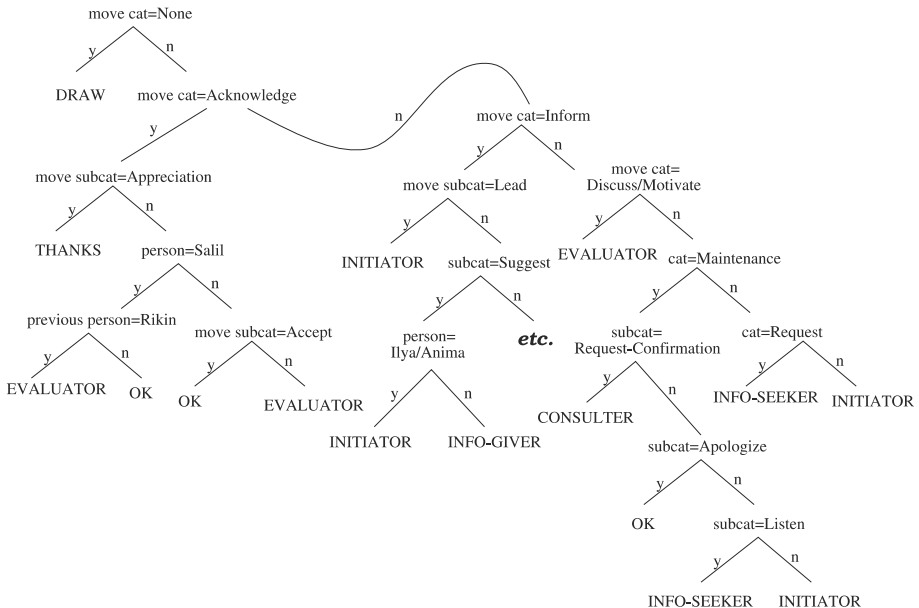 move cat=None
y
n
DRAW
move cat=Acknowledge
n
move cat=Inform
y
y
n
move subcat=Appreciation
move subcat=Lead
move cat=
Discuss/Motivate
y
n
y
n
y
n
THANKS
person=Salil
INITIATOR
subcat=Suggest
EVALUATOR
cat=Maintenance
y
n
y
n
y
n
previous person=Rikin
move subcat=Accept
person=
Ilya/Anima
etc.
subcat=
Request-Confirmation
cat=Request
y
n
y
n
y
n
y
n
y
n
EVALUATOR
OK
OK
EVALUATOR
INITIATOR
INFO-GIVER
CONSULTER
INFO-SEEKER
INITIATOR
subcat=Apologize
y
n
OK
subcat=Listen
y
n
INFO-SEEKER
INITIATOR